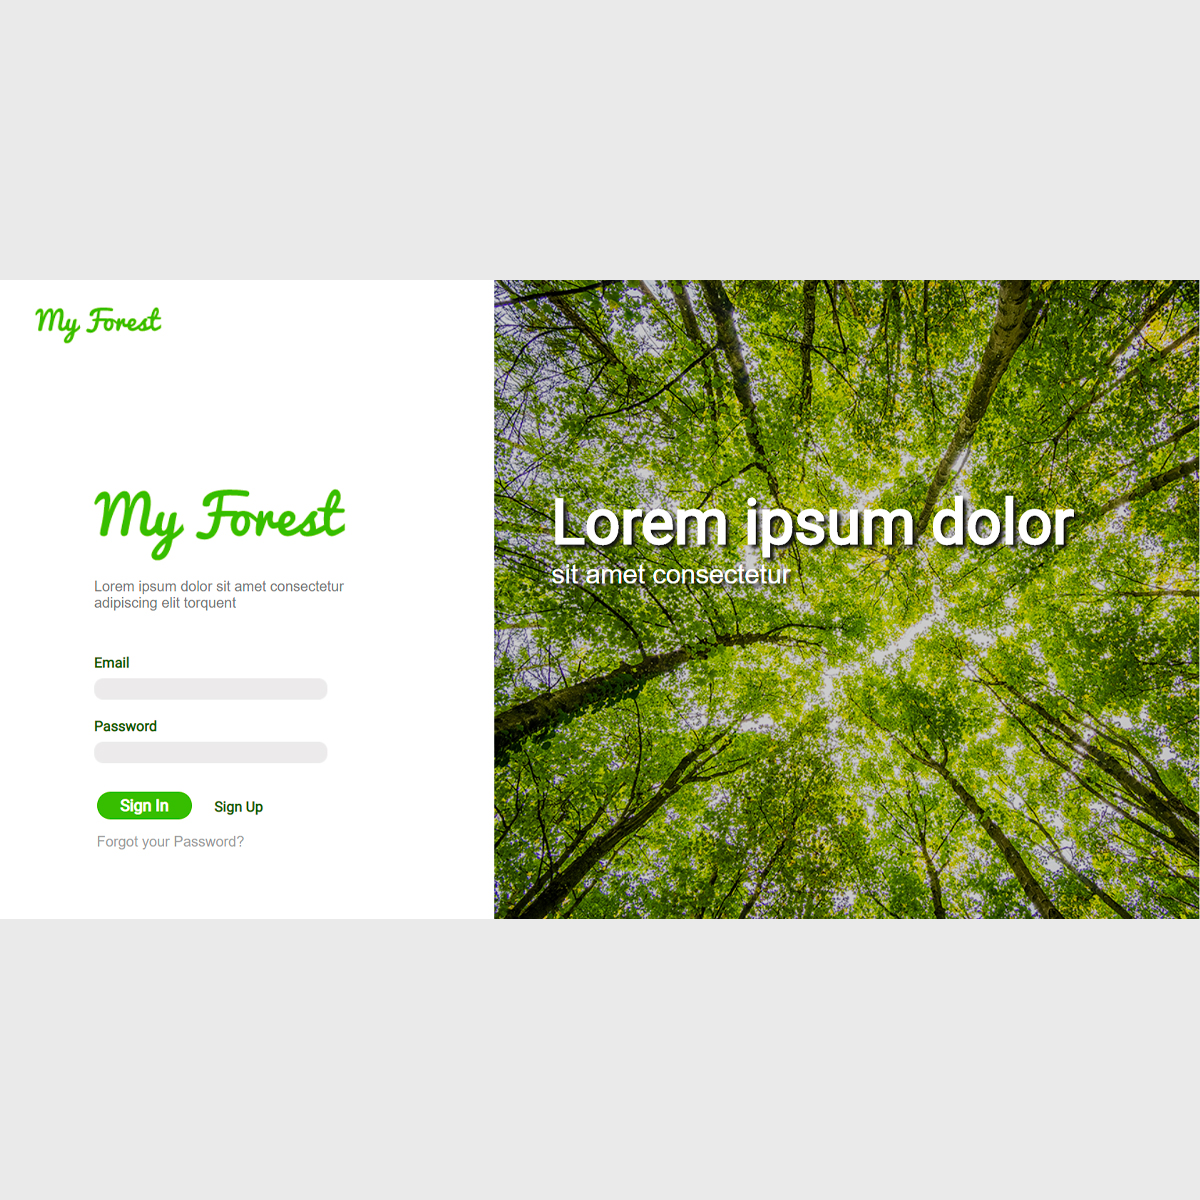 My Forest
My Forest
Lorem ipsum dolor sit amet consectetur
adipiscing elit torquent
Email
Password
Sign In
Sign Up
Forgot your Password?
Lorem ipsum dolor
sit amet consectetur